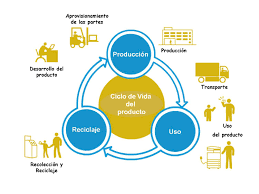 Aprovisionamiento
de las partes
Producción
Producción
Desarrollo del
producto
Transporte
Ciclo de Vida
del
producto
Reciclaje
Uso
Uso
del producto
Recolección y
Reciclaje